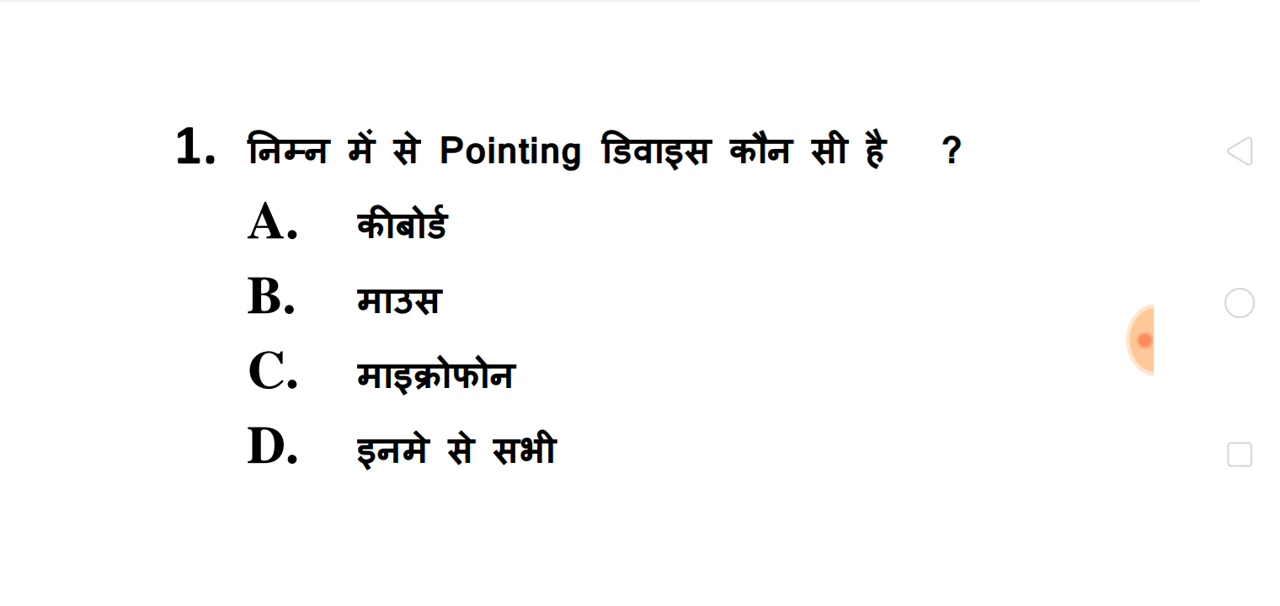 1. निम्न में से Pointing डिवाइस कौन सी है ?
A. कीबोर्ड
B. माउस
C. माइक्रोफोन
D. इनमे से सभी